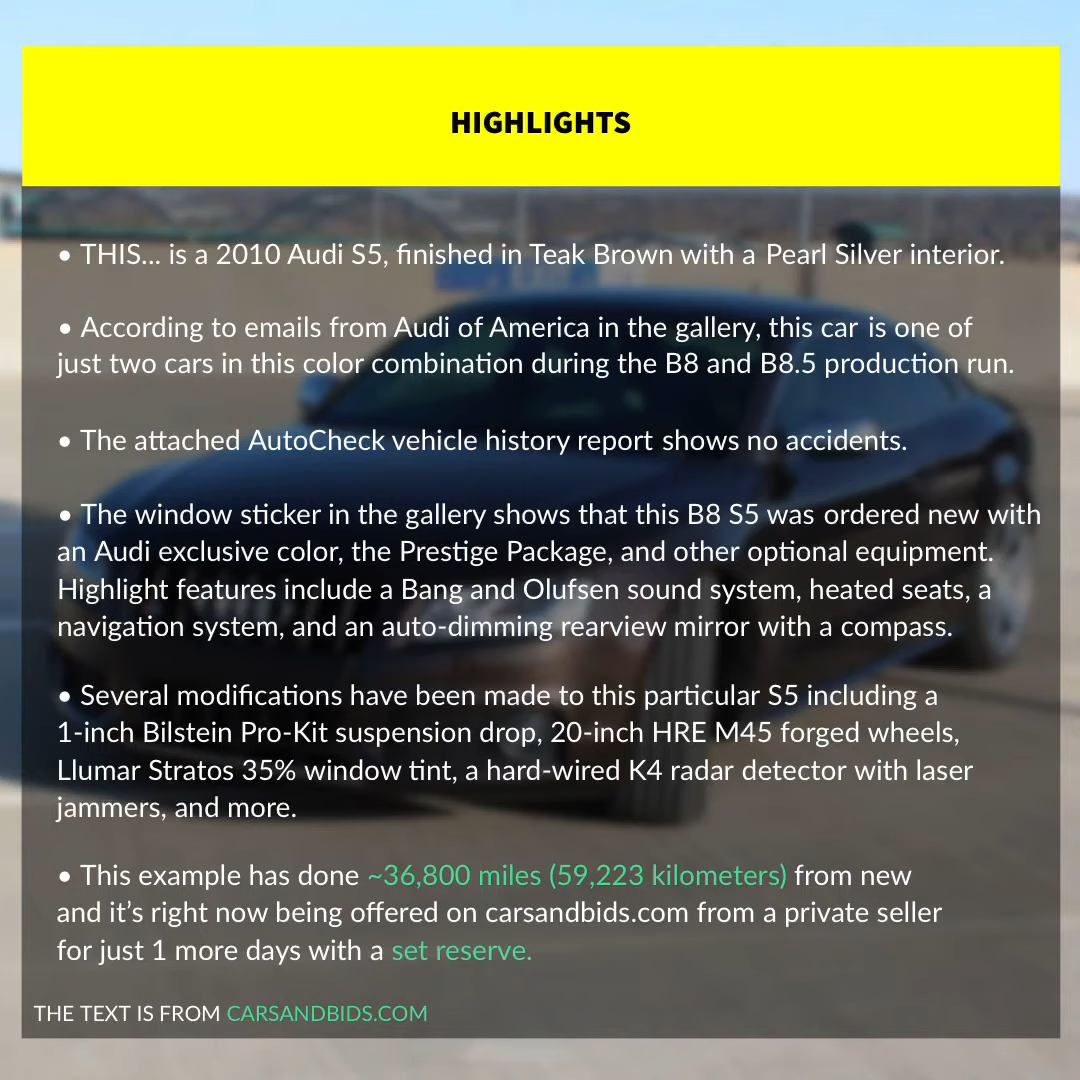 HIGHLIGHTS
• THIS... is a 2010 Audi S5, finished in Teak Brown with a Pearl Silver interior.
• According to emails from Audi of America in the gallery, this car is one of
just two cars in this color combination during the B8 and B8.5 production run.
• The attached AutoCheck vehicle history report shows no accidents.
• The window sticker in the gallery shows that this B8 S5 was ordered new with
an Audi exclusive color, the Prestige Package, and other optional equipment.
Highlight features include a Bang and Olufsen sound system, heated seats, a
navigation system, and an auto-dimming rearview mirror with a compass.
• Several modifications have been made to this particular S5 including a
1-inch Bilstein Pro-Kit suspension drop, 20-inch HRE M45 forged wheels,
Llumar Stratos 35% window tint, a hard-wired K4 radar detector with laser
jammers, and more.
• This example has done ~36,800 miles (59,223 kilometers) from new
and it’s right now being offered on carsandbids.com from a private seller
for just 1 more days with a set reserve.
THE TEXT IS FROM CARSANDBIDS.COM